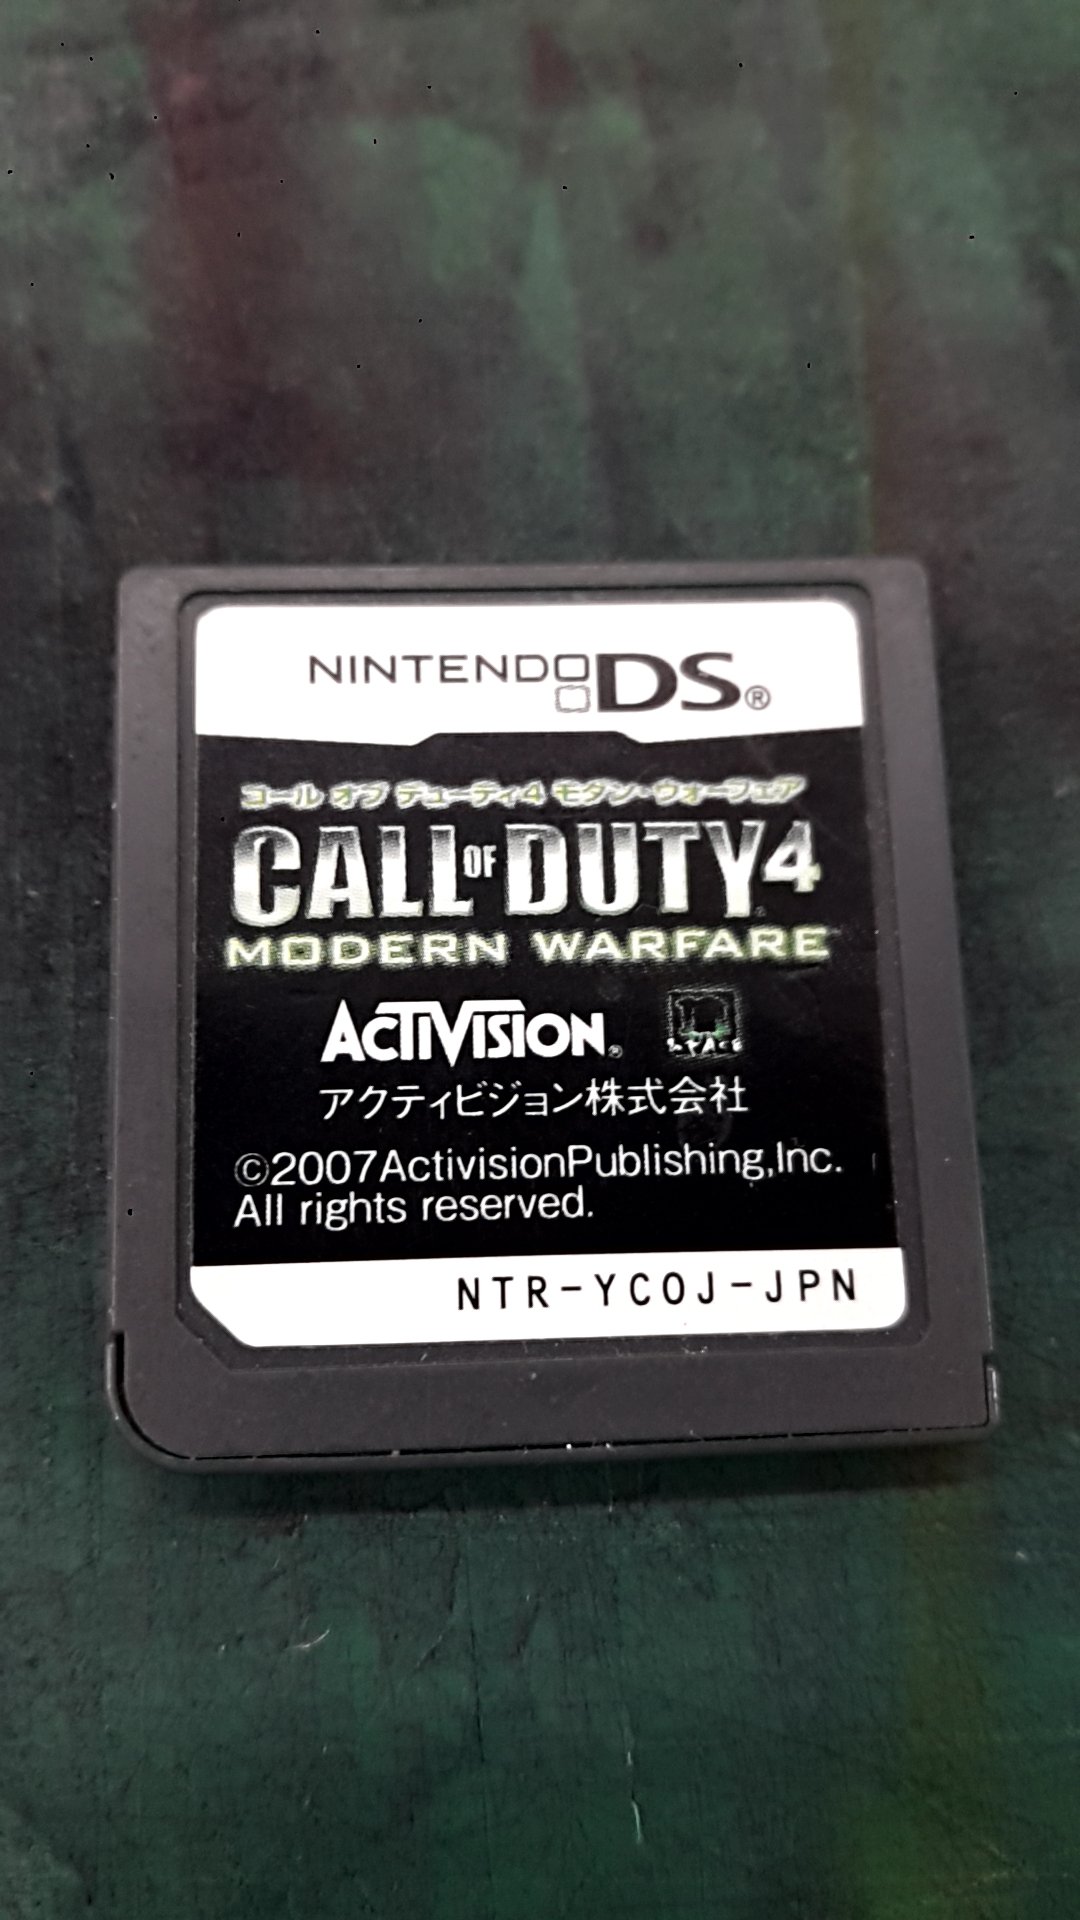 NINTENDO DS®
コール オブ デューティ4 モダン・ウォーフェア
CALL OF DUTY 4
MODERN WARFARE
ACTIVISION®
アクティビジョン株式会社
©2007ActivisionPublishing,Inc.
All rights reserved.
NTR-YCOJ-JPN